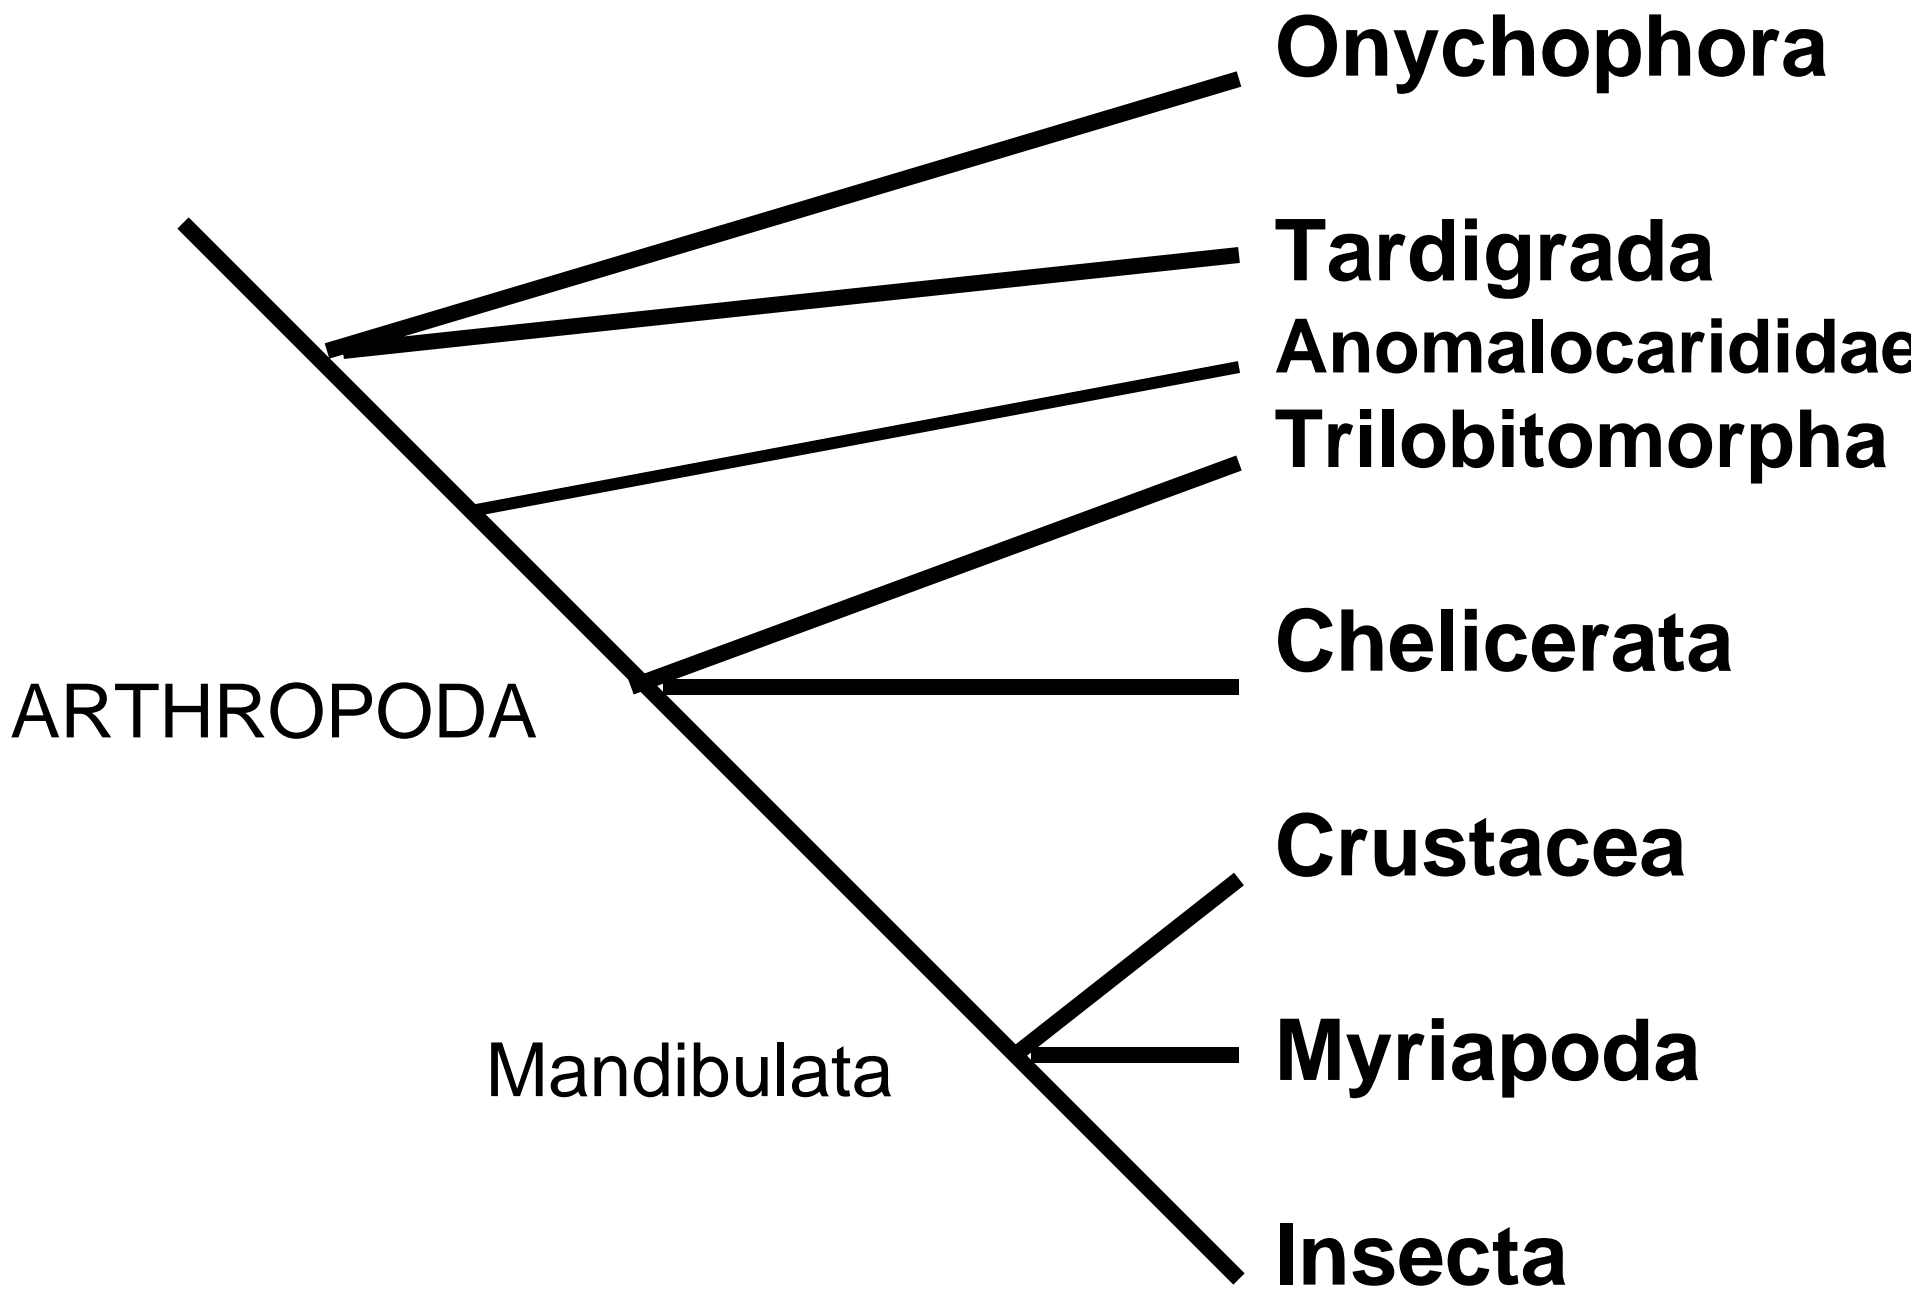 Onychophora
Tardigrada
Anomalocarididae
Trilobitomorpha
Chelicerata
ARTHROPODA
Crustacea
Mandibulata
Myriapoda
Insecta